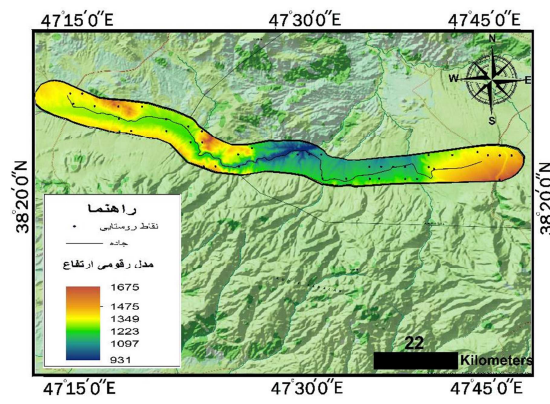 47°15'0"E
47°30'0"E
47°45'0"E
N
W
E
S
38°20'0"N
38°20'0"N
راهنما
نقاط روستایی
جاده
مدل رقومی ارتفاع
1675
1475
1349
1223
1097
931
22
Kilometers
47°15'0"E
47°30'0"E
47°45'0"E